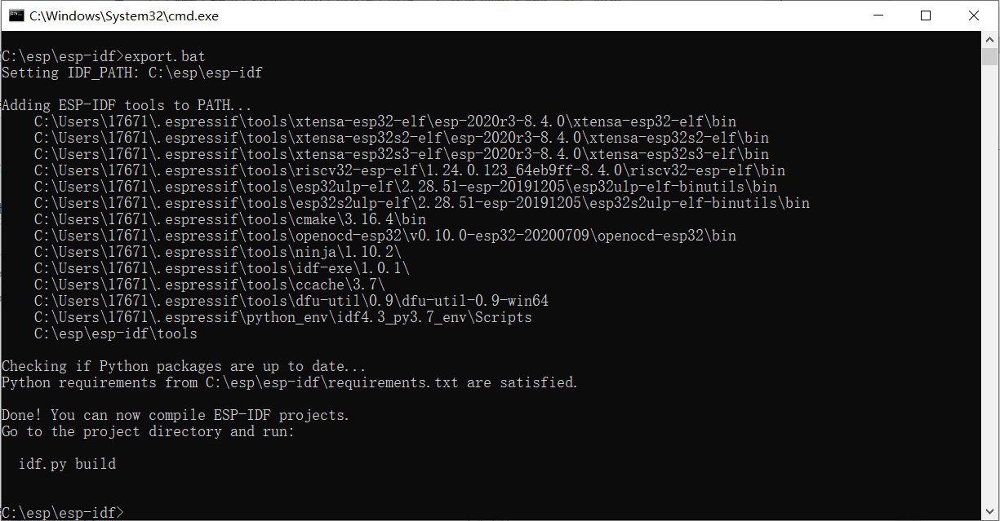 C:\Windows\System32\cmd.exe
C:\esp\esp-idf>export.bat
Setting IDF_PATH: C:\esp\esp-idf
Adding ESP-IDF tools to PATH...
C:\Users\17671\.espressif\tools\xtensa-esp32-elf\esp-2020r3-8.4.0\xtensa-esp32-elf\bin
C:\Users\17671\.espressif\tools\xtensa-esp32s2-elf\esp-2020r3-8.4.0\xtensa-esp32s2-elf\bin
C:\Users\17671\.espressif\tools\xtensa-esp32s3-elf\esp-2020r3-8.4.0\xtensa-esp32s3-elf\bin
C:\Users\17671\.espressif\tools\riscv32-esp-elf\1.24.0.123_64eb9ff-8.4.0\riscv32-esp-elf\bin
C:\Users\17671\.espressif\tools\esp32ulp-elf\2.28.51-esp-20191205\esp32ulp-elf-binutils\bin
C:\Users\17671\.espressif\tools\esp32s2ulp-elf\2.28.51-esp-20191205\esp32s2ulp-elf-binutils\bin
C:\Users\17671\.espressif\tools\cmake\3.16.4\bin
C:\Users\17671\.espressif\tools\openocd-esp32\v0.10.0-esp32-20200709\openocd-esp32\bin
C:\Users\17671\.espressif\tools\ninja\1.10.2\
C:\Users\17671\.espressif\tools\idf-exe\1.0.1\
C:\Users\17671\.espressif\tools\ccache\3.7\
C:\Users\17671\.espressif\tools\dfu-util\0.9\dfu-util-0.9-win64
C:\Users\17671\.espressif\python_env\idf4.3_py3.7_env\Scripts
C:\esp\esp-idf\tools
Checking if Python packages are up to date...
Python requirements from C:\esp\esp-idf\requirements.txt are satisfied.
Done! You can now compile ESP-IDF projects.
Go to the project directory and run:
idf.py build
C:\esp\esp-idf>